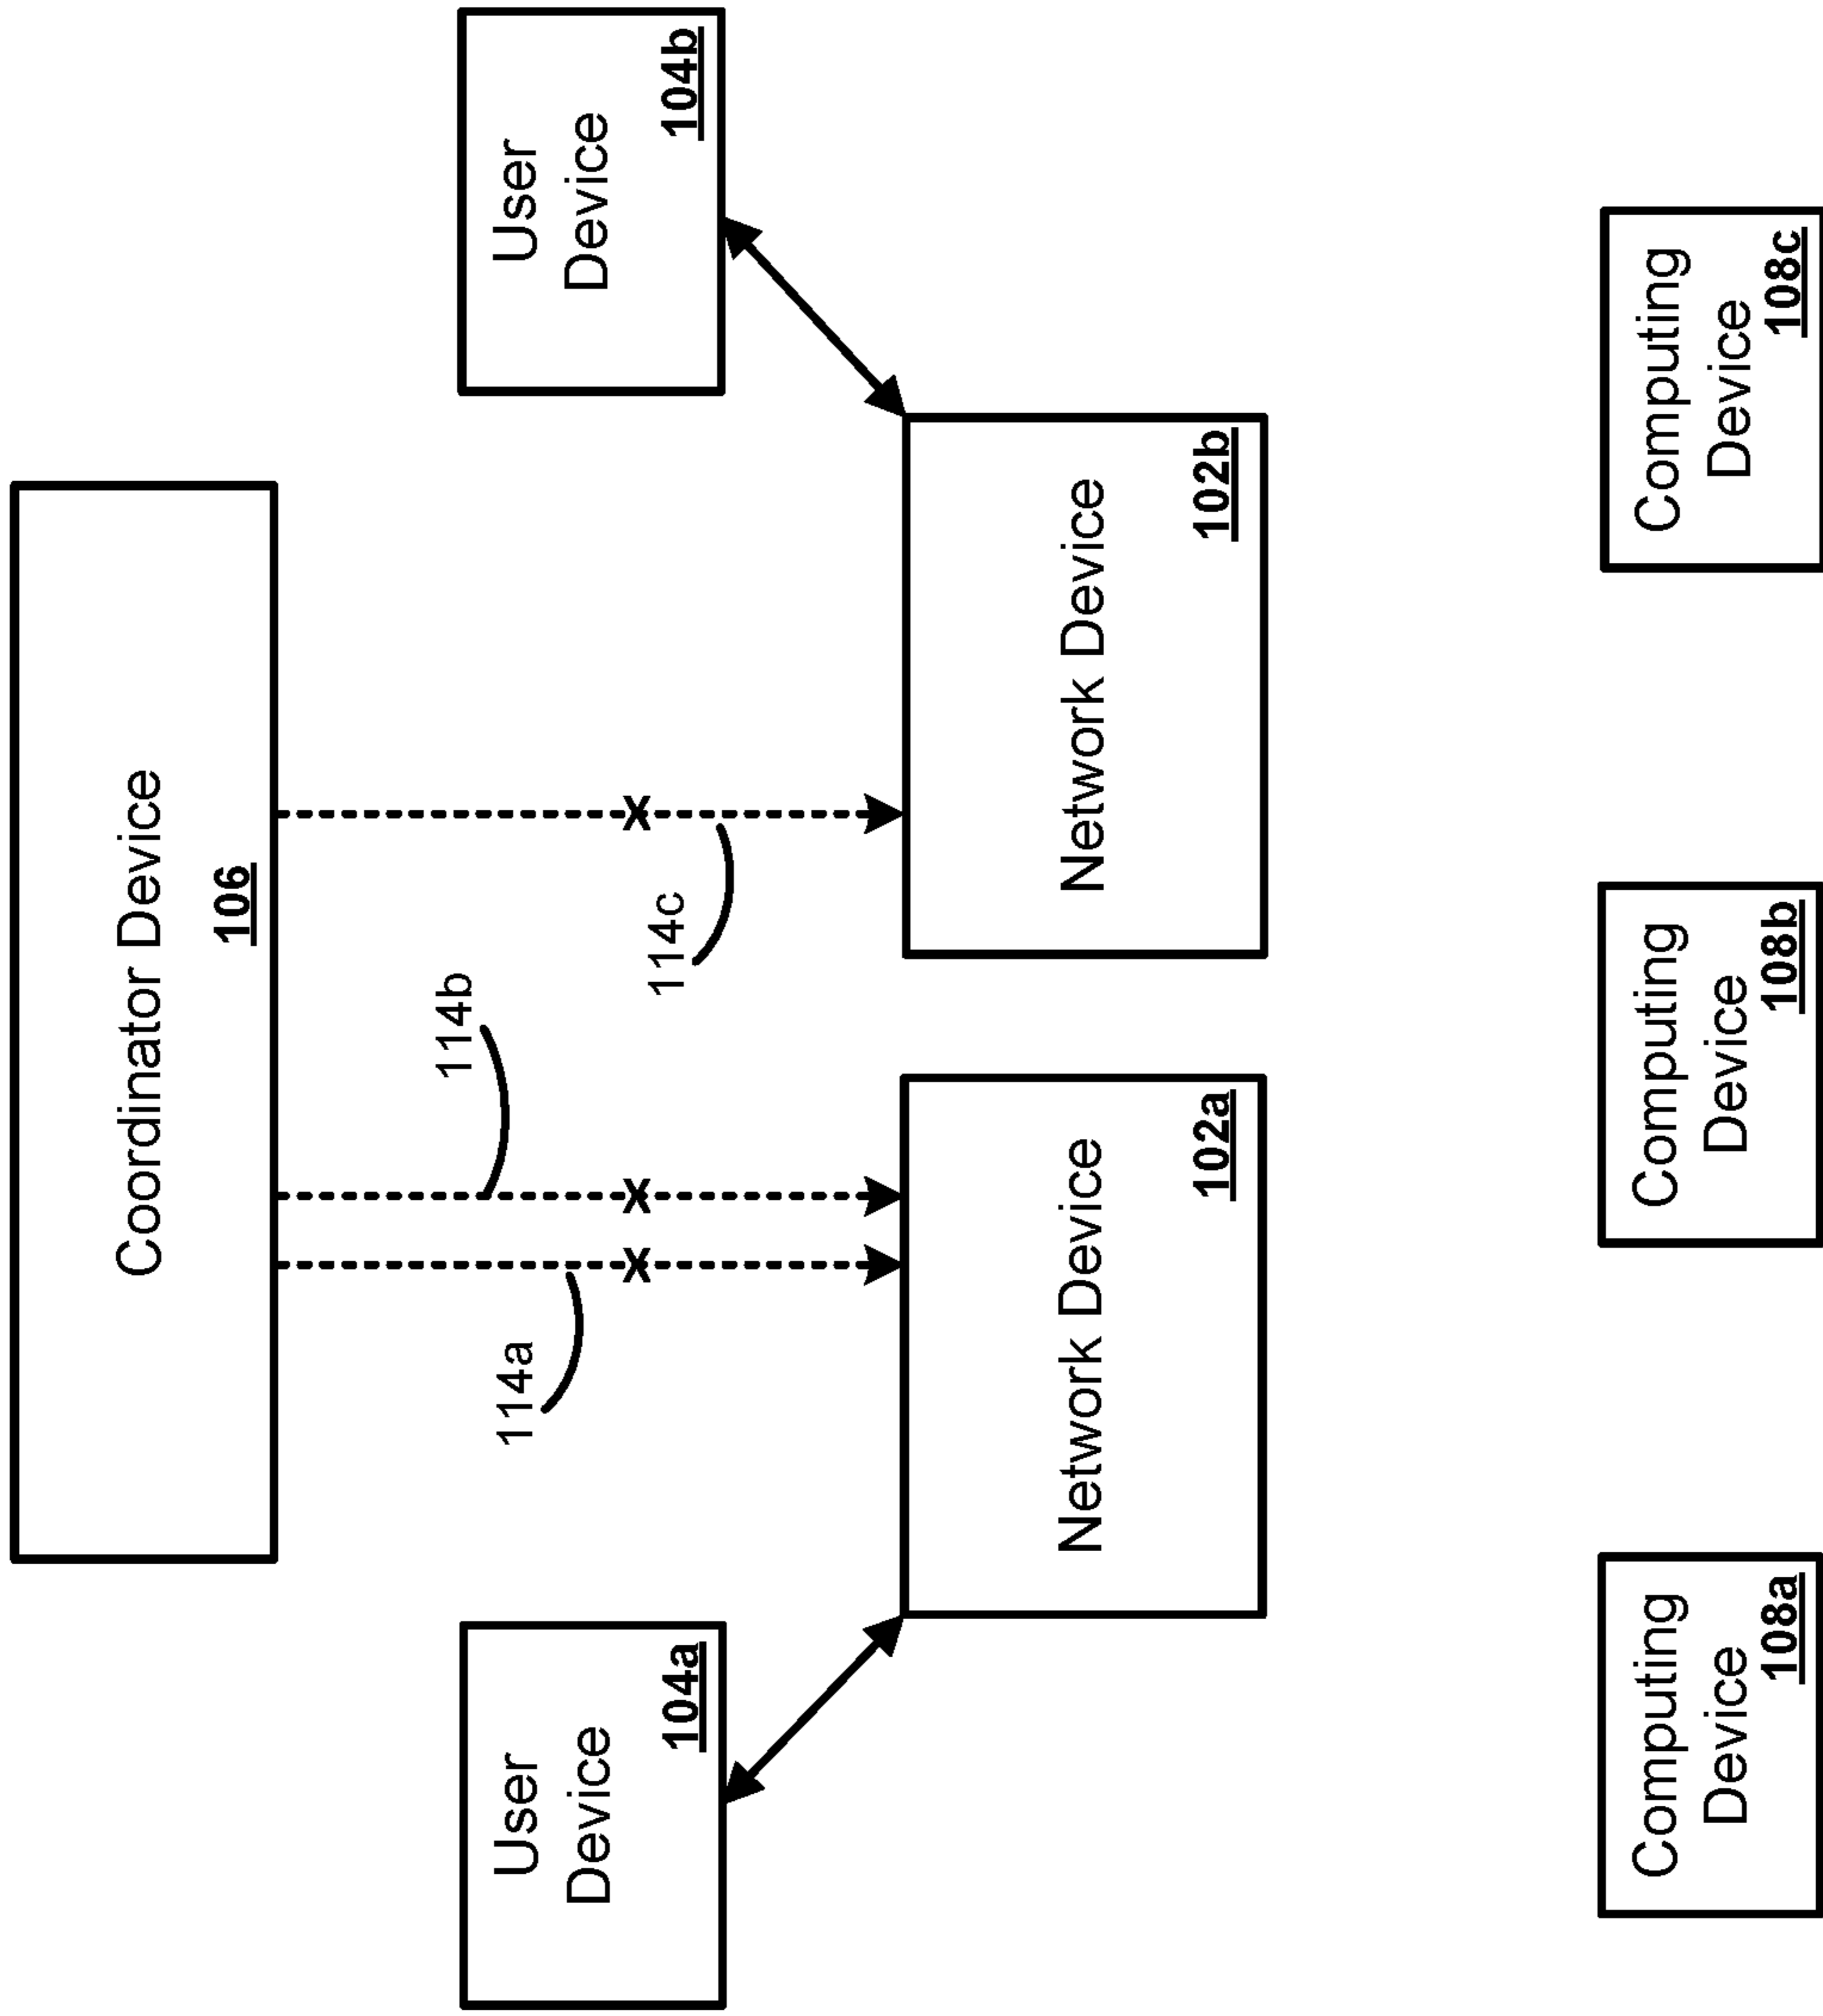 Coordinator Device
106
User
Device
104a
114a
114b
114c
User
Device
104b
Network Device
102a
Network Device
102b
Computing
Device
108a
Computing
Device
108b
Computing
Device
108c